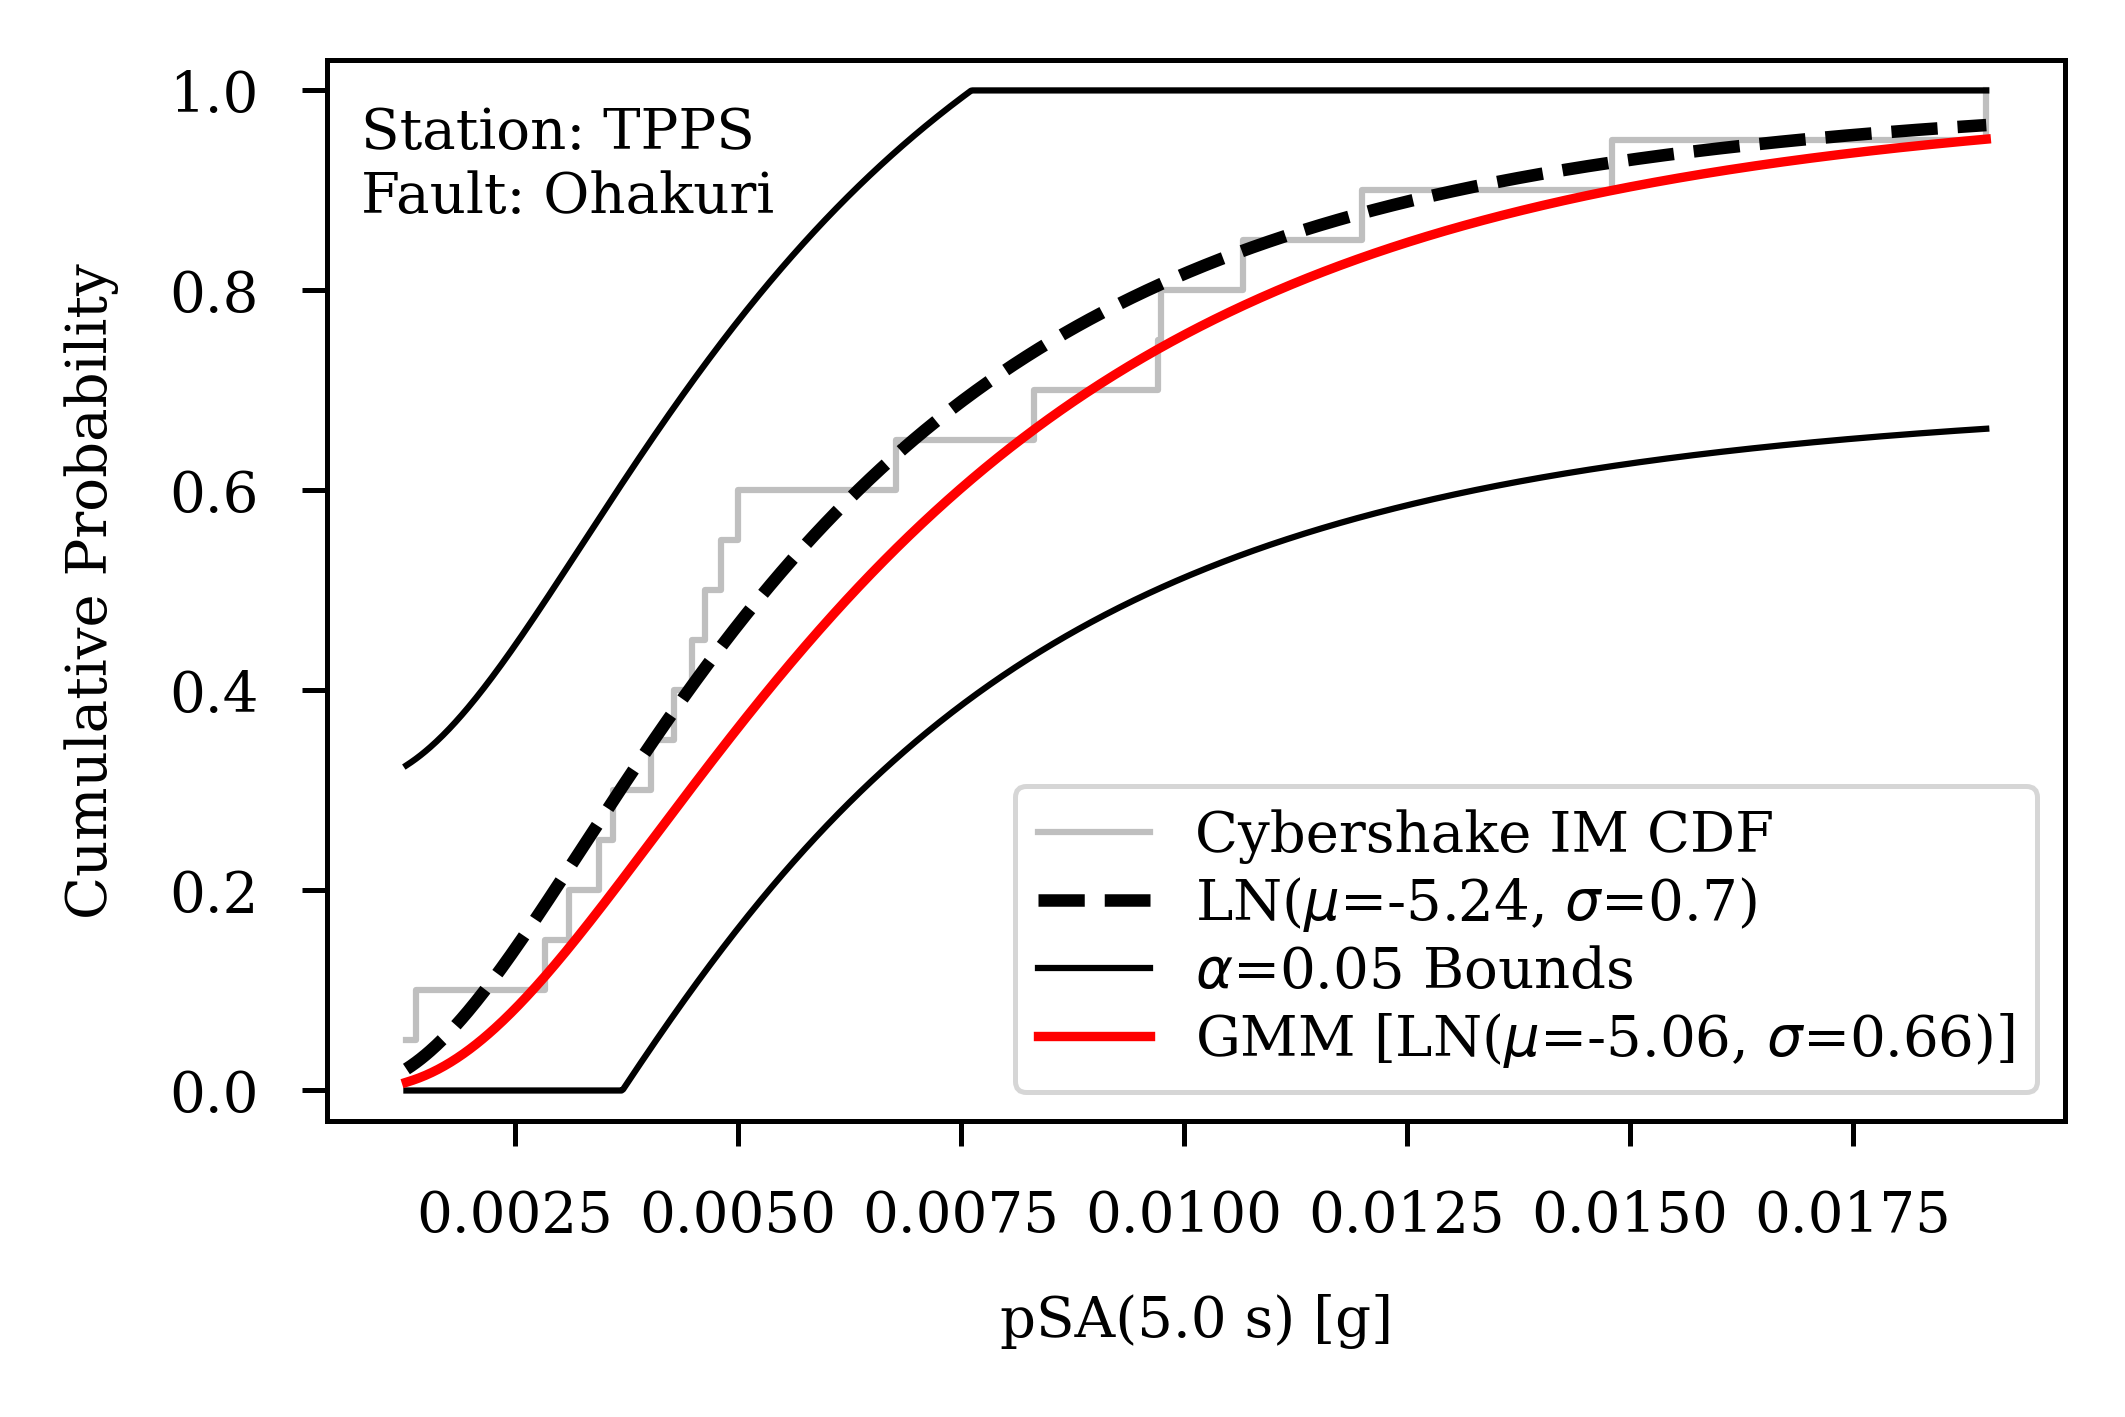 Station: TPPS
Fault: Ohakuri
Cumulative Probability
1.0
0.8
0.6
0.4
0.2
0.0
Cybershake IM CDF
LN(μ=-5.24, σ=0.7)
α=0.05 Bounds
GMM [LN(μ=-5.06, σ=0.66)]
0.0025 0.0050 0.0075 0.0100 0.0125 0.0150 0.0175
pSA(5.0 s) [g]